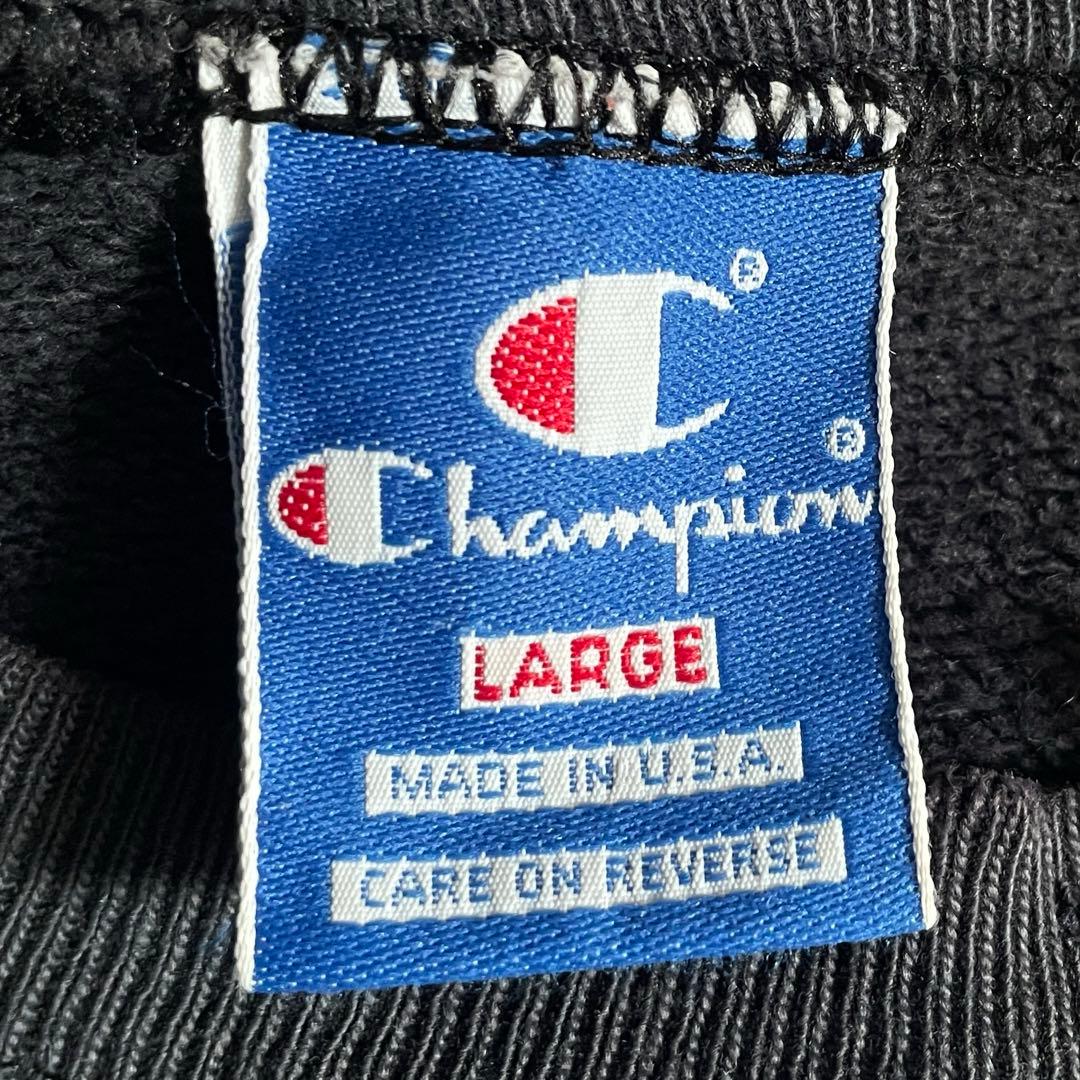 ®
Champion®
LARGE
MADE IN U.S.A.
CARE ON REVERSE